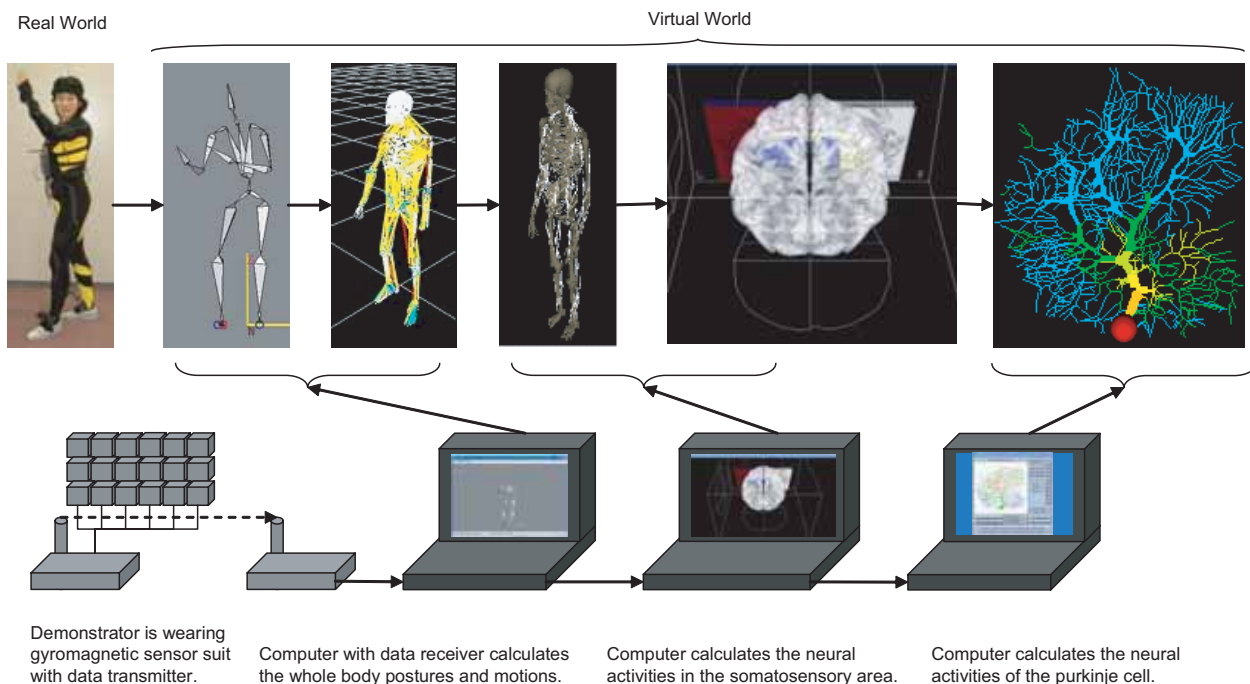 Real World
Virtual World
Demonstrator is wearing
gyromagnetic sensor suit
with data transmitter.
Computer with data receiver calculates
the whole body postures and motions.
Computer calculates the neural
activities in the somatosensory area.
Computer calculates the neural
activities of the purkinje cell.